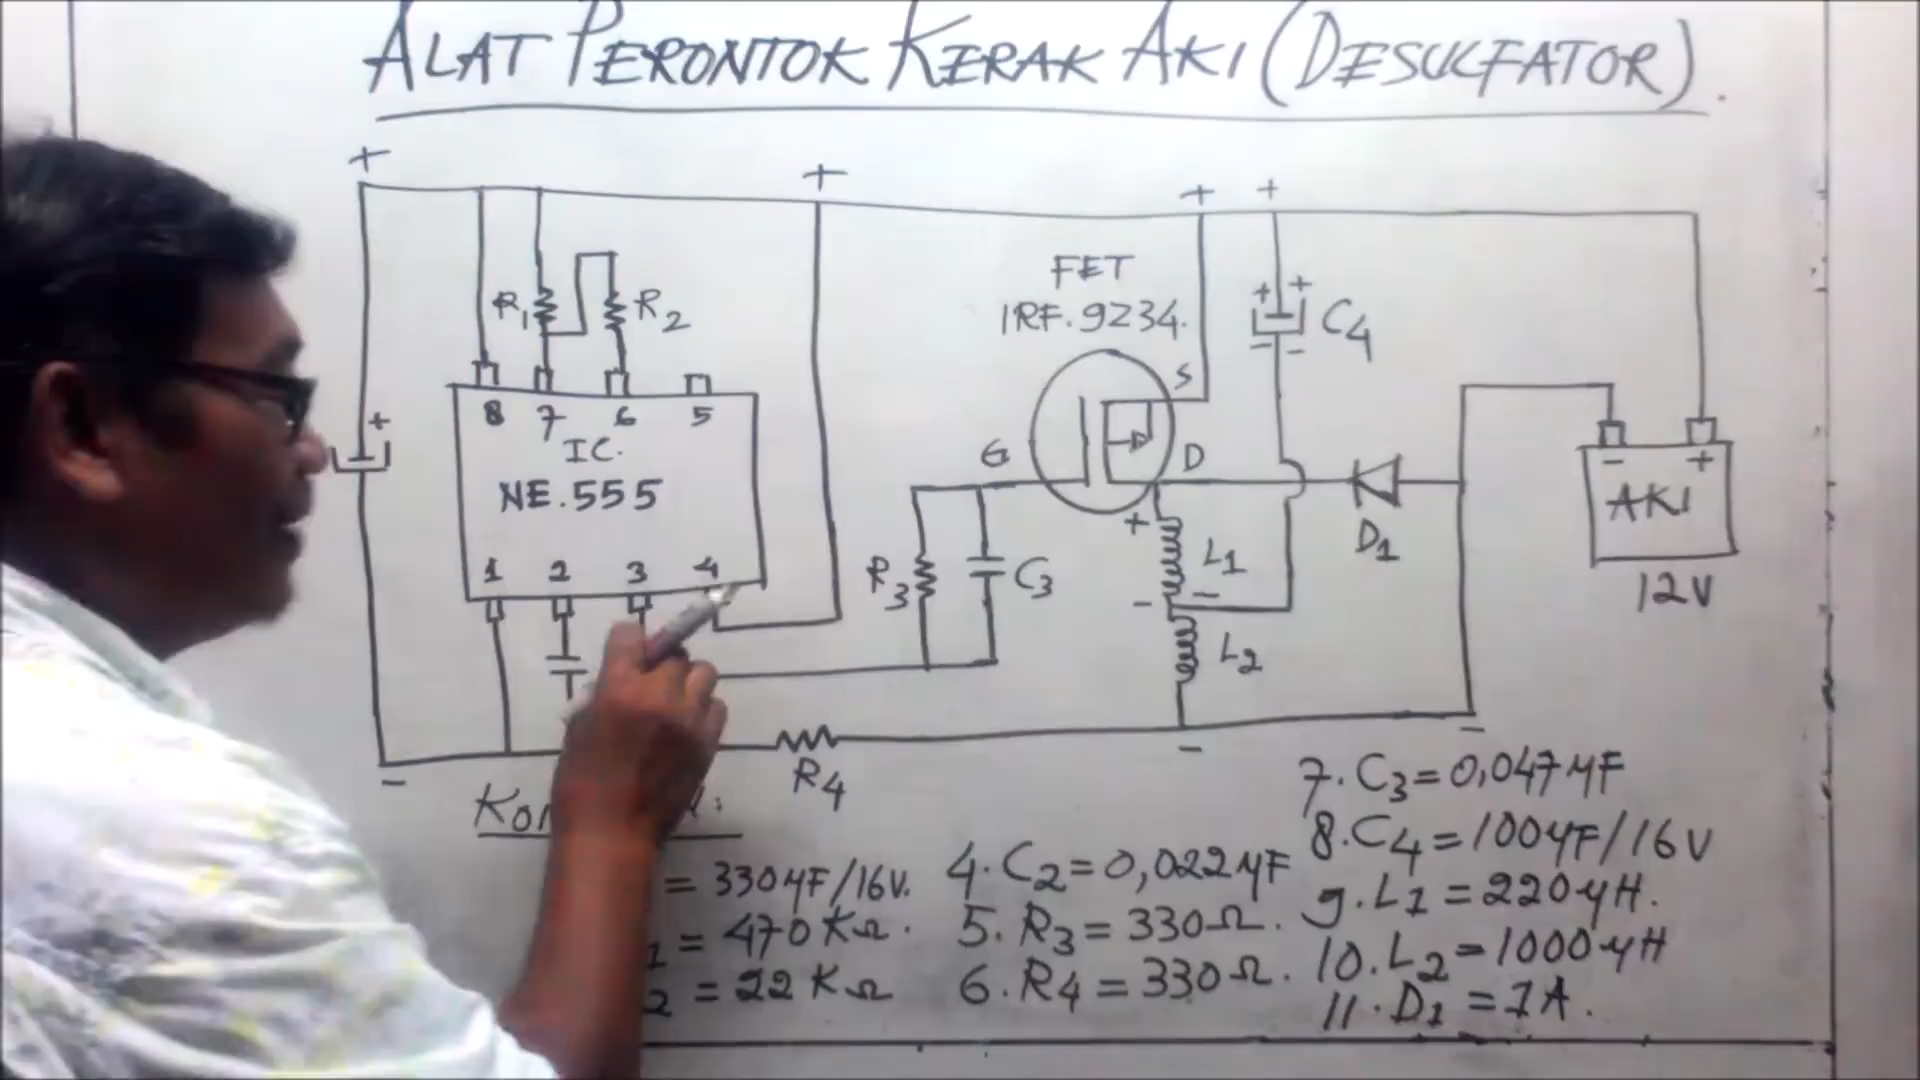 ALAT PERONTOK KERAK AKI (DESULFATOR).
+ + + +
FET
IRF.9234.
R1 R2
+ + C4
S
8 7 6 5
+
IC.
NE.555
G D
- +
AKI
12V
+ D1
L1
1 2 3 4
R3 C3
- -
L2
R4
- - - -
7. C3 = 0,047 µF
8. C4 = 100 µF/16 V
= 330 µF/16V. 4. C2 = 0,022 µF 9. L1 = 220 µH.
1 = 470 KΩ. 5. R3 = 330 Ω. 10. L2 = 1000 µH
2 = 22 KΩ 6. R4 = 330 Ω. 11. D1 = 1A.